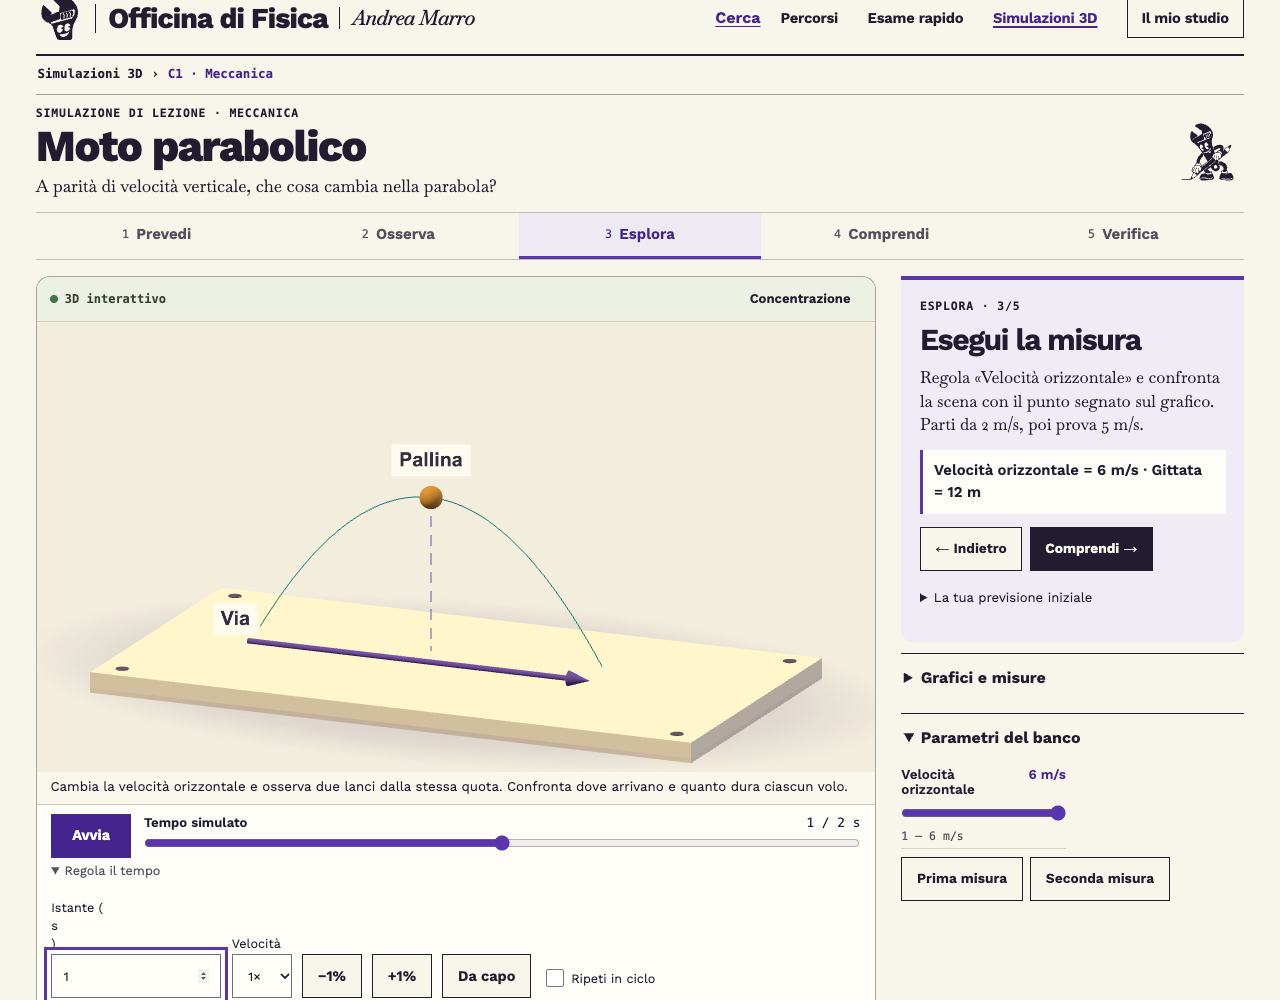 Officina di Fisica
Andrea Marro
Cerca
Percorsi
Esame rapido
Simulazioni 3D
Il mio studio
Simulazioni 3D › C1 · Meccanica
SIMULAZIONE DI LEZIONE · MECCANICA
Moto parabolico
A parità di velocità verticale, che cosa cambia nella parabola?
1 Prevedi
2 Osserva
3 Esplora
4 Comprendi
5 Verifica
3D interattivo
Concentrazione
Pallina
Via
Cambia la velocità orizzontale e osserva due lanci dalla stessa quota. Confronta dove arrivano e quanto dura ciascun volo.
Avvia
Tempo simulato
1 / 2 s
▼ Regola il tempo
Istante (
s
)
Velocità
1
1×
−1%
+1%
Da capo
Ripeti in ciclo
ESPLORA · 3/5
Esegui la misura
Regola «Velocità orizzontale» e confronta
la scena con il punto segnato sul grafico.
Parti da 2 m/s, poi prova 5 m/s.
Velocità orizzontale = 6 m/s · Gittata
= 12 m
← Indietro
Comprendi →
▶ La tua previsione iniziale
▶ Grafici e misure
▼ Parametri del banco
Velocità
orizzontale
6 m/s
1 — 6 m/s
Prima misura
Seconda misura